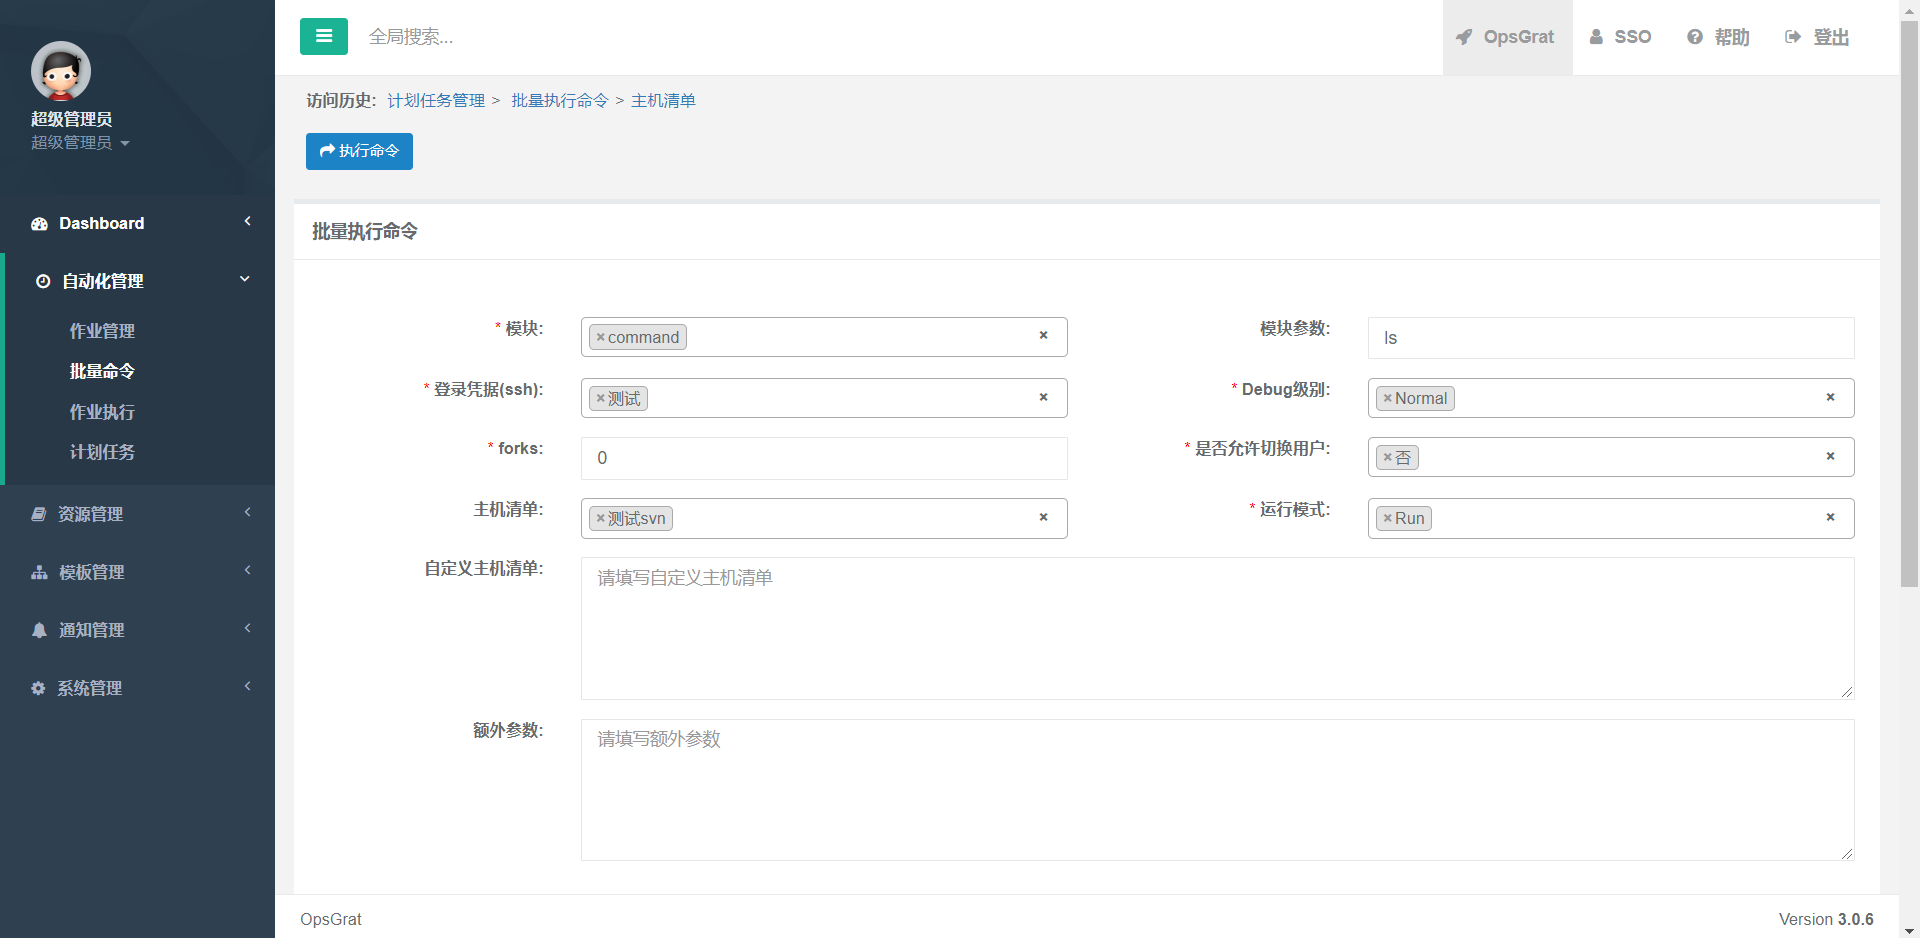 超级管理员
超级管理员
Dashboard
自动化管理
作业管理
批量命令
作业执行
计划任务
资源管理
模板管理
通知管理
系统管理
全局搜索...
OpsGrat
SSO
帮助
登出
访问历史: 计划任务管理 > 批量执行命令 > 主机清单
执行命令
批量执行命令
* 模块: ×command ×
模块参数: ls
* 登录凭据(ssh): ×测试 ×
* Debug级别: ×Normal ×
* forks: 0
* 是否允许切换用户: ×否 ×
主机清单: ×测试svn ×
* 运行模式: ×Run ×
自定义主机清单: 请填写自定义主机清单
额外参数: 请填写额外参数
OpsGrat
Version 3.0.6